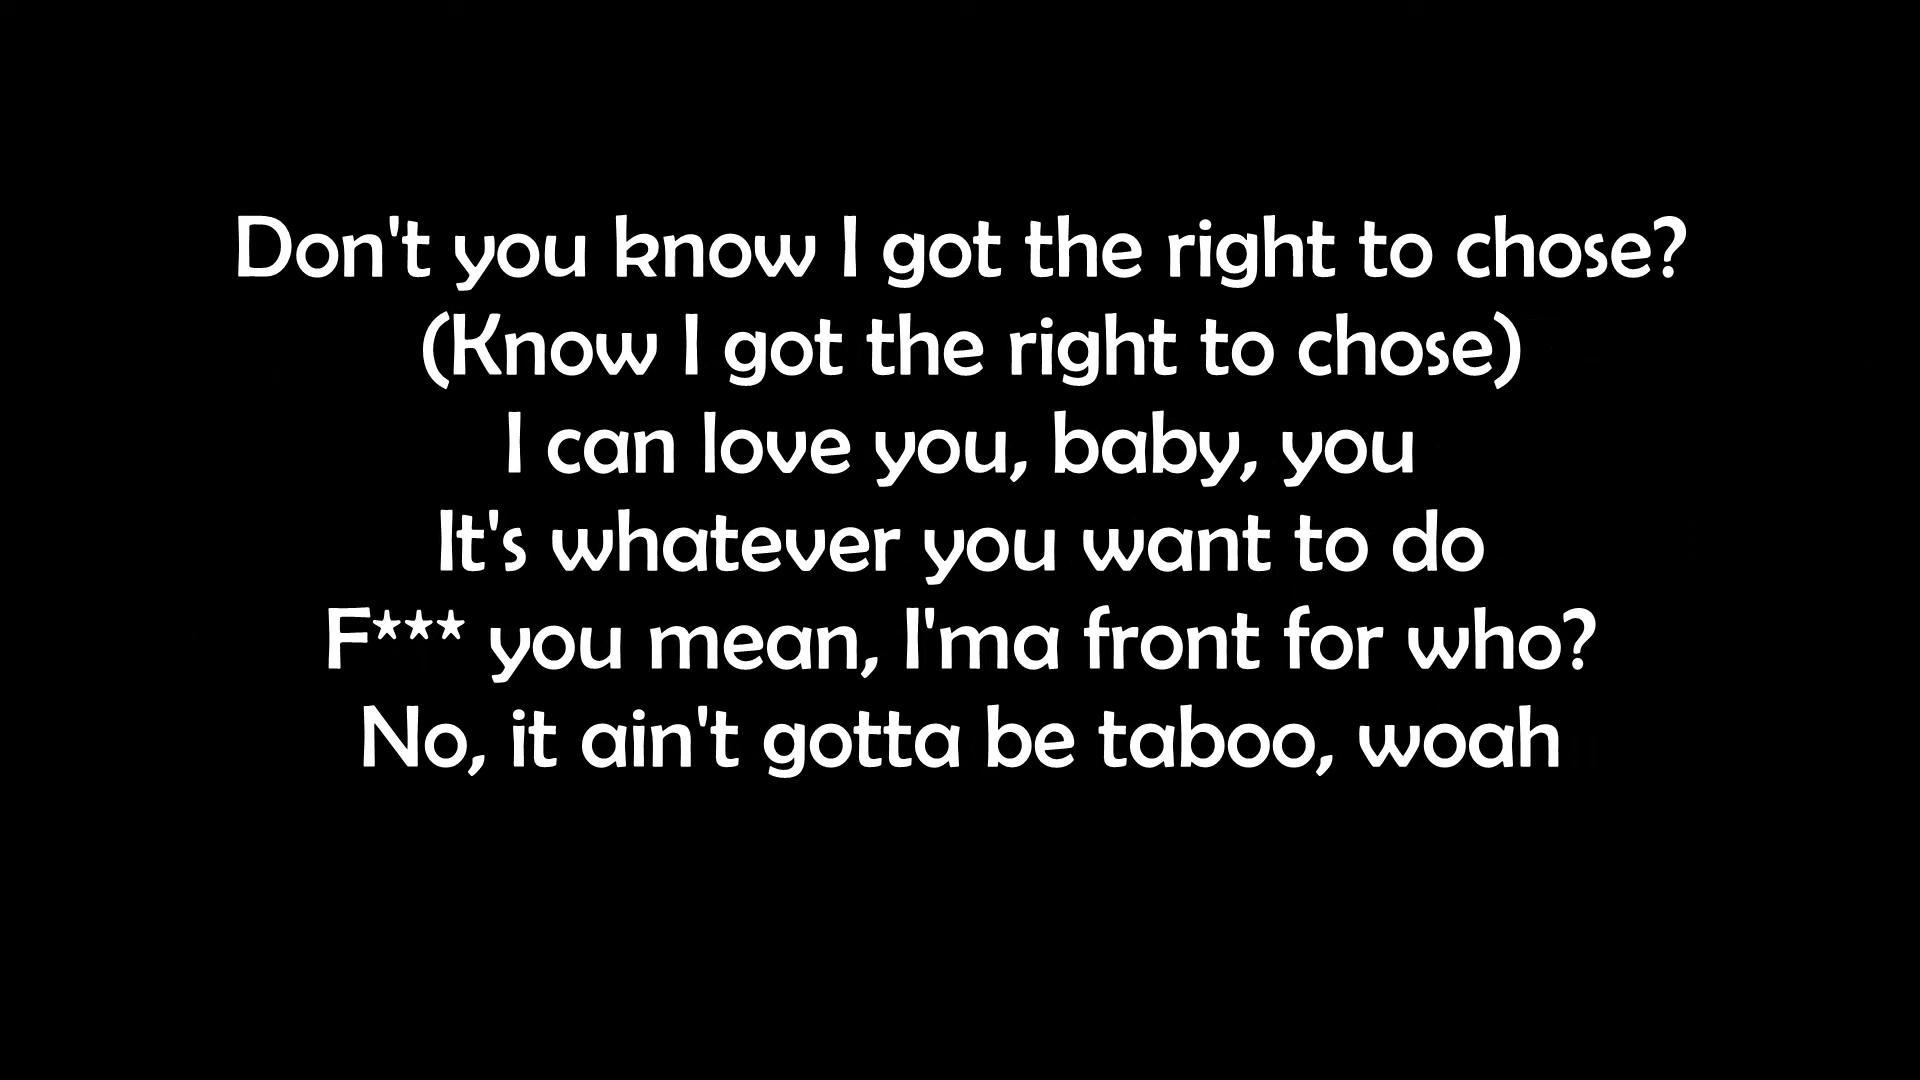 Don't you know I got the right to chose?
(Know I got the right to chose)
I can love you, baby, you
It's whatever you want to do
F*** you mean, I'ma front for who?
No, it ain't gotta be taboo, woah